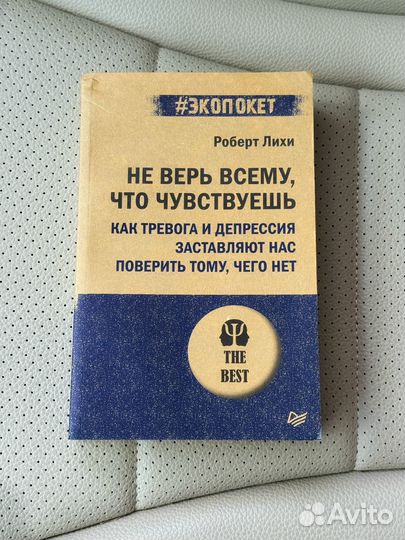 #ЭКОПОКЕТ
Роберт Лихи
НЕ ВЕРЬ ВСЕМУ,
ЧТО ЧУВСТВУЕШЬ
КАК ТРЕВОГА И ДЕПРЕССИЯ
ЗАСТАВЛЯЮТ НАС
ПОВЕРИТЬ ТОМУ, ЧЕГО НЕТ
Ψ
THE
BEST
Avito